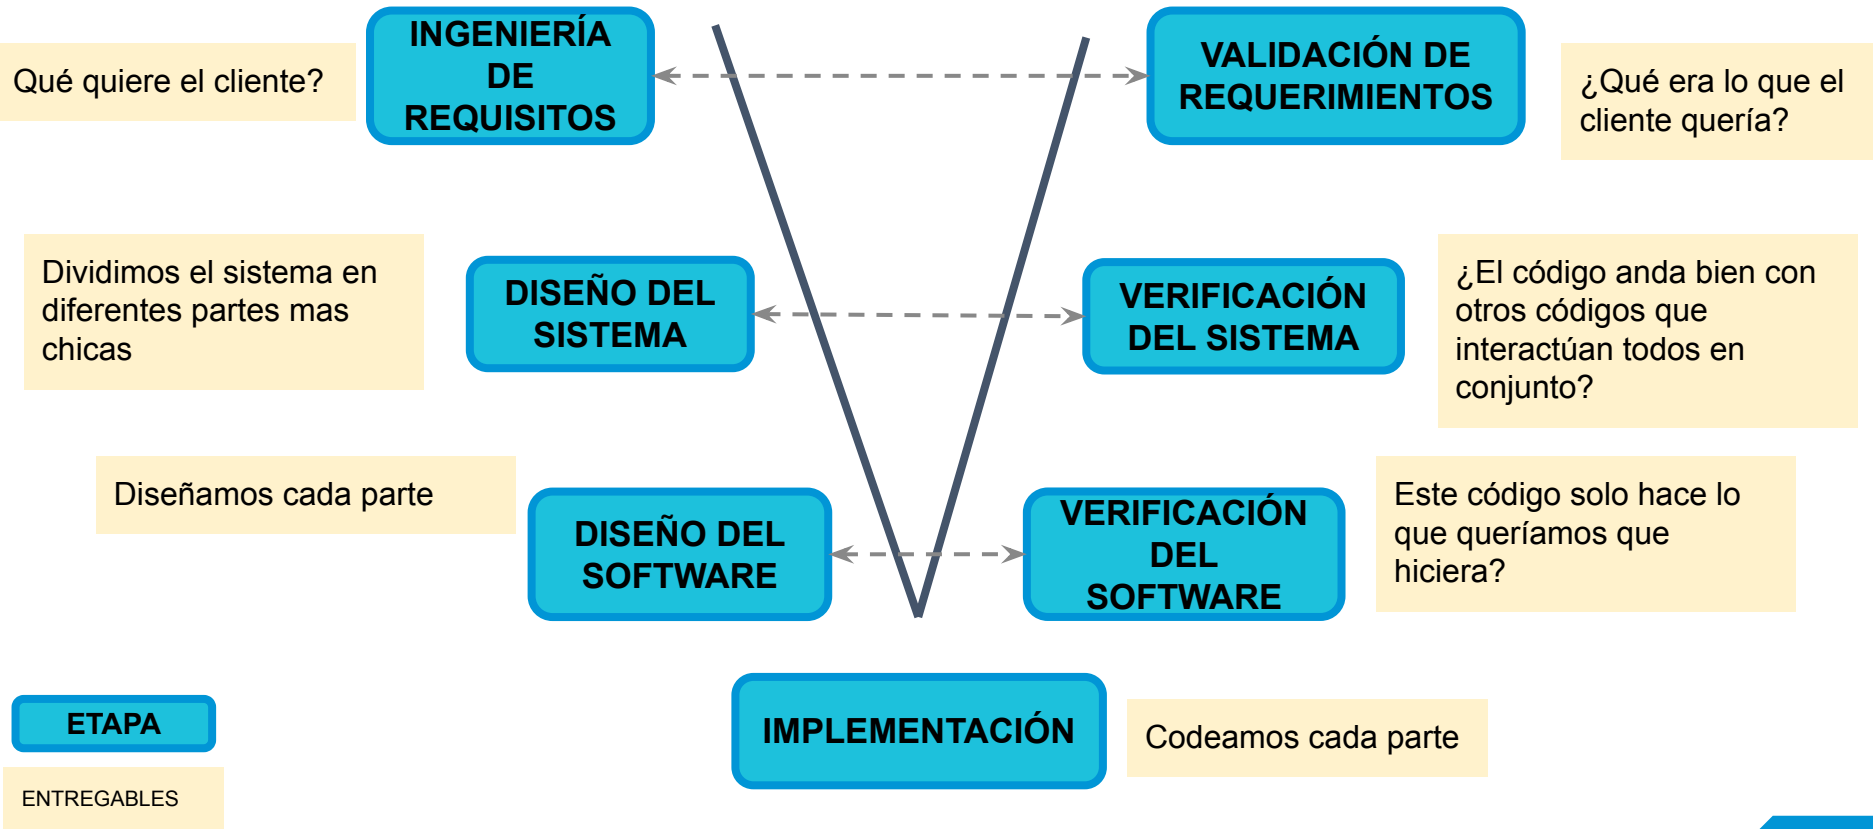 Qué quiere el cliente?
INGENIERÍA
DE
REQUISITOS
VALIDACIÓN DE
REQUERIMIENTOS
¿Qué era lo que el
cliente quería?
Dividimos el sistema en
diferentes partes mas
chicas
DISEÑO DEL
SISTEMA
VERIFICACIÓN
DEL SISTEMA
¿El código anda bien con
otros códigos que
interactúan todos en
conjunto?
Diseñamos cada parte
DISEÑO DEL
SOFTWARE
VERIFICACIÓN
DEL
SOFTWARE
Este código solo hace lo
que queríamos que
hiciera?
IMPLEMENTACIÓN
Codeamos cada parte
ETAPA
ENTREGABLES